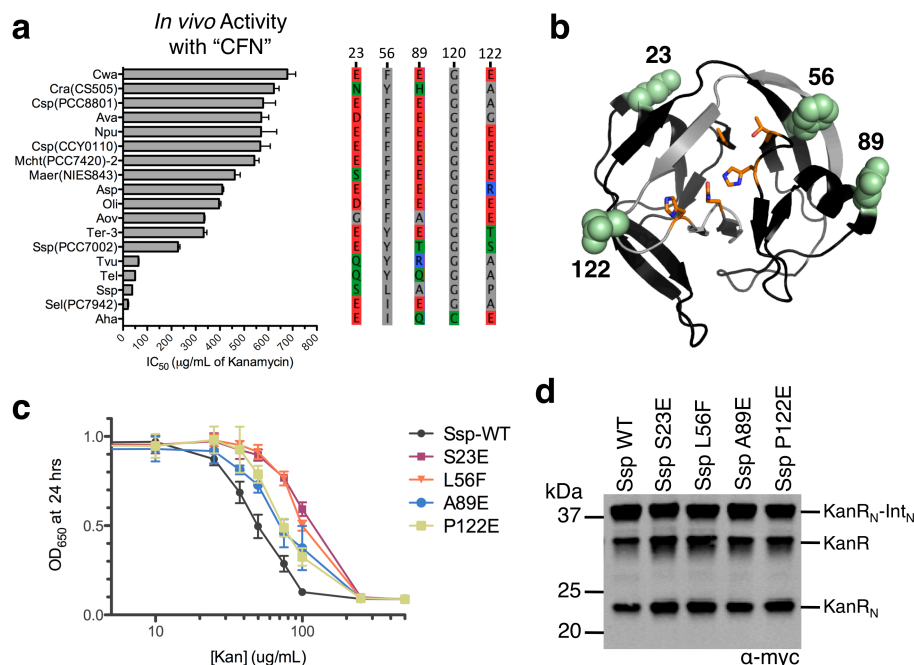 a
In vivo Activity
with "CFN"
23 56 89 120 122
Cwa E F E G E
Cra(CS505) N Y H G A
Csp(PCC8801) E F E G A
Ava D F E G G
Npu E F E G E
Csp(CCY0110) E F E G E
Mcht(PCC7420)-2 E F E G E
Maer(NIES843) S F E G E
Asp E F E G R
Oli D F E G E
Aov G F A G E
Ter-3 E Y E G T
Ssp(PCC7002) E Y T G S
Tvu Q Y R G A
Tel Q Y Q G A
Ssp S L A G P
Sel(PC7942) E I E G A
Aha E I Q C E
0 100 200 300 400 500 600 700 800
IC50 (µg/mL of Kanamycin)
b
23
56
89
122
c
OD650 at 24 hrs
1.0
0.5
0.0
10 100
[Kan] (ug/mL)
Ssp-WT
S23E
L56F
A89E
P122E
d
Ssp WT
Ssp S23E
Ssp L56F
Ssp A89E
Ssp P122E
kDa
37
25
20
KanRN-IntN
KanR
KanRN
α-myc